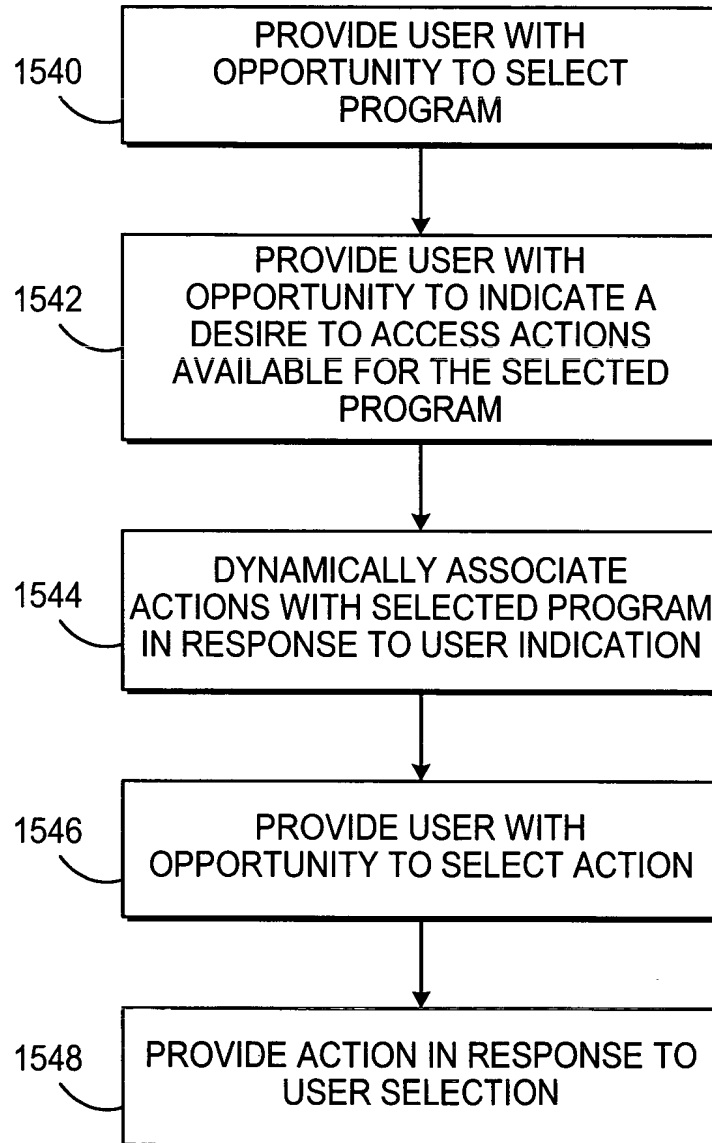 1540
PROVIDE USER WITH
OPPORTUNITY TO SELECT
PROGRAM
1542
PROVIDE USER WITH
OPPORTUNITY TO INDICATE A
DESIRE TO ACCESS ACTIONS
AVAILABLE FOR THE SELECTED
PROGRAM
1544
DYNAMICALLY ASSOCIATE
ACTIONS WITH SELECTED PROGRAM
IN RESPONSE TO USER INDICATION
1546
PROVIDE USER WITH
OPPORTUNITY TO SELECT ACTION
1548
PROVIDE ACTION IN RESPONSE TO
USER SELECTION